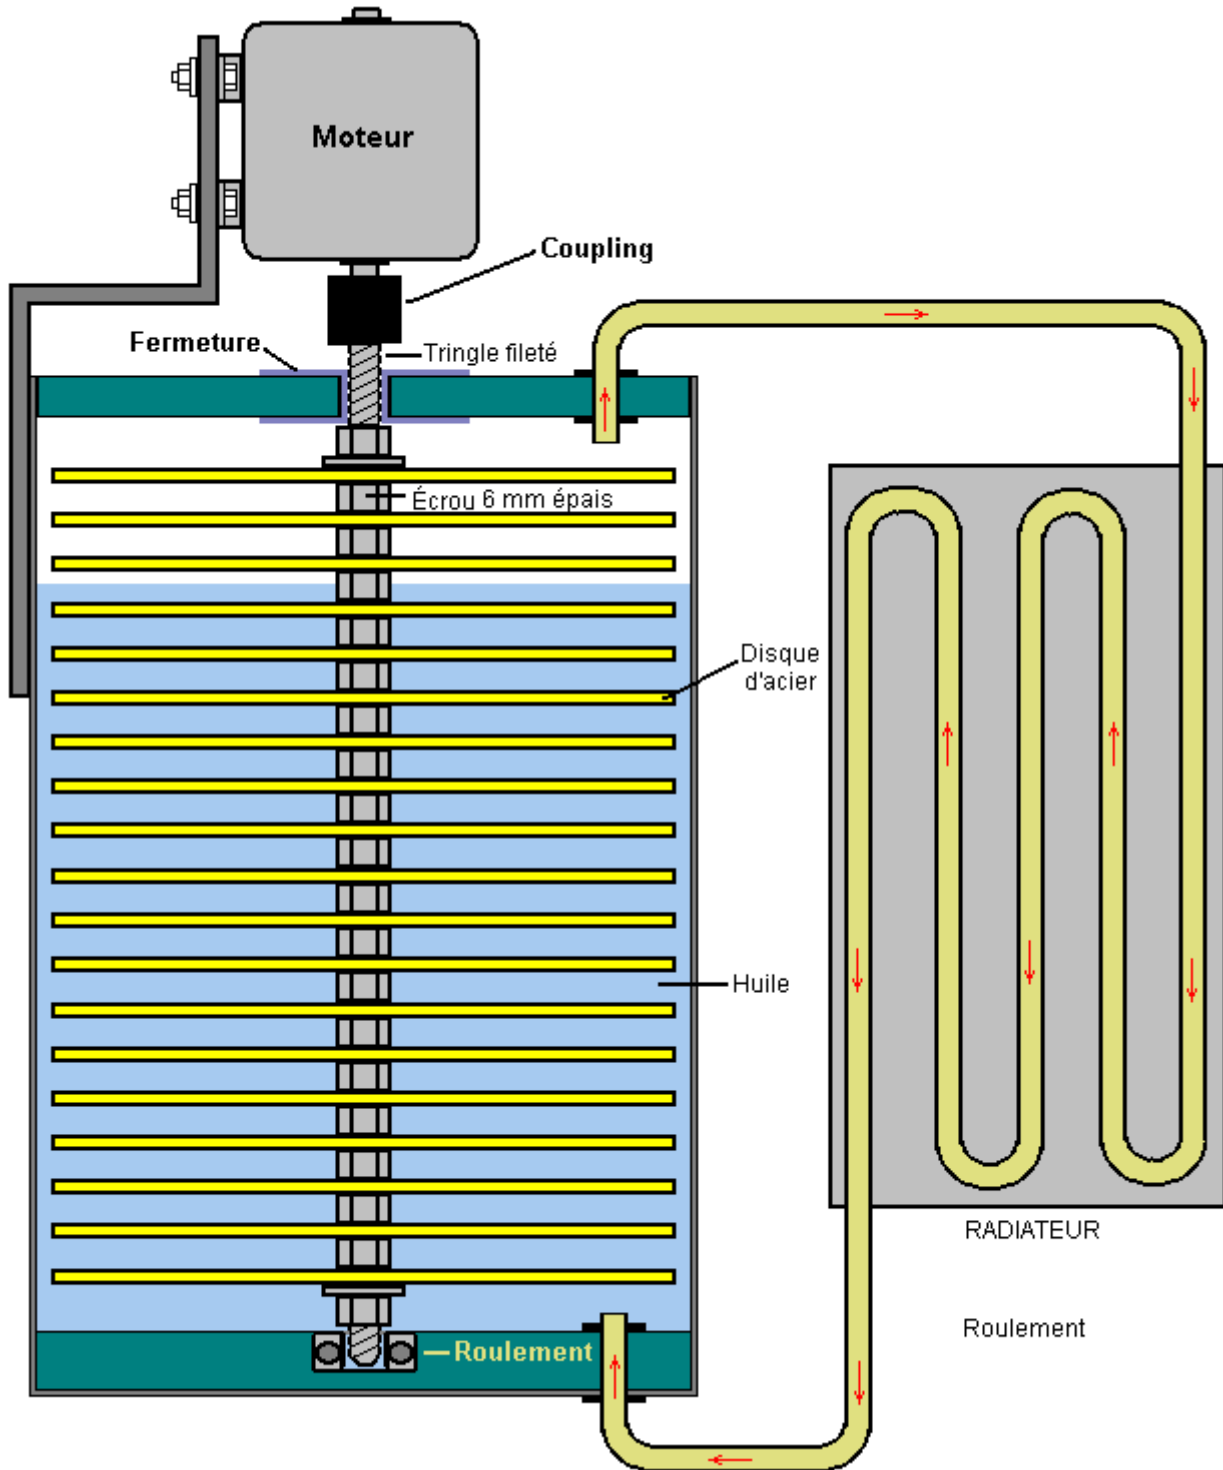 Moteur
Coupling
Fermeture
Tringle fileté
Écrou 6 mm épais
Disque
d'acier
Huile
RADIATEUR
Roulement
Roulement